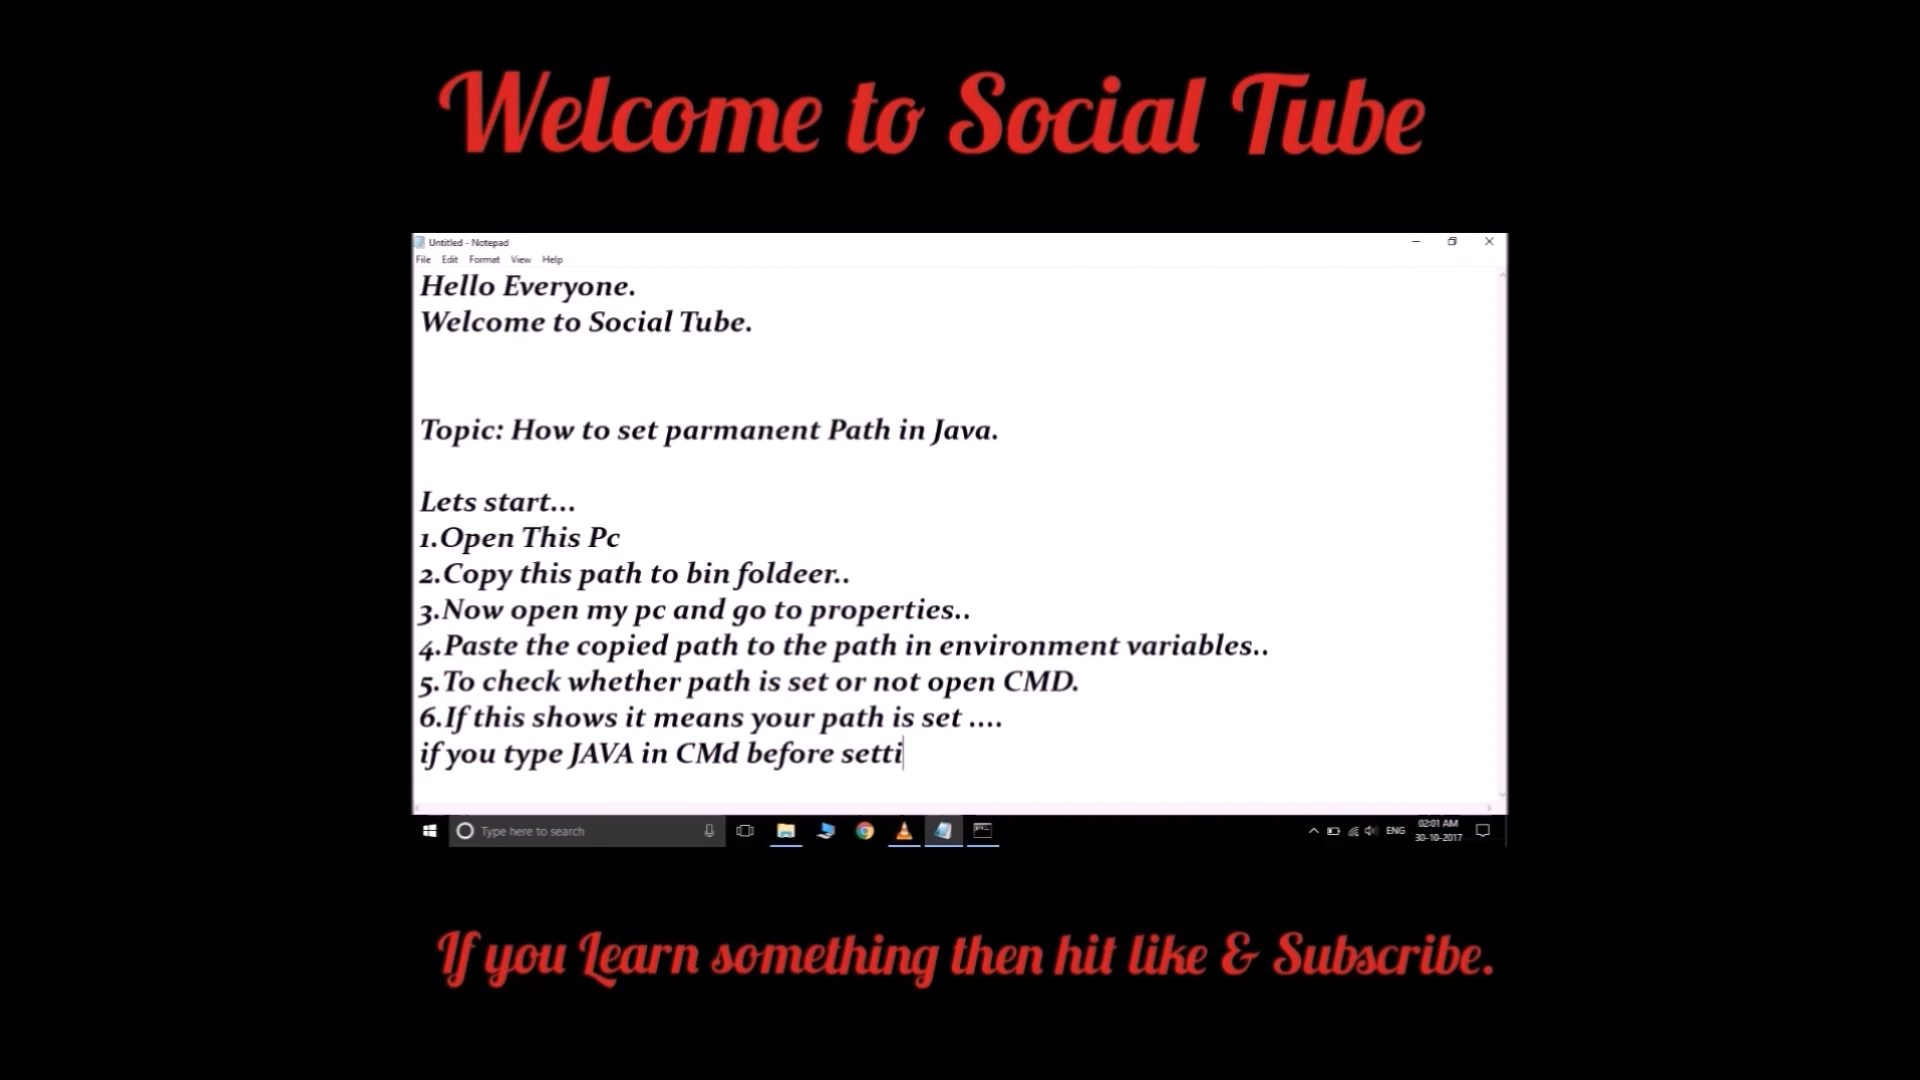 Welcome to Social Tube
Untitled - Notepad
File Edit Format View Help
Hello Everyone.
Welcome to Social Tube.
Topic: How to set parmanent Path in Java.
Lets start...
1.Open This Pc
2.Copy this path to bin foldeer..
3.Now open my pc and go to properties..
4.Paste the copied path to the path in environment variables..
5.To check whether path is set or not open CMD.
6.If this shows it means your path is set ....
if you type JAVA in CMd before setti
Type here to search
ENG
02:01 AM
30-10-2017
If you Learn something then hit like & Subscribe.